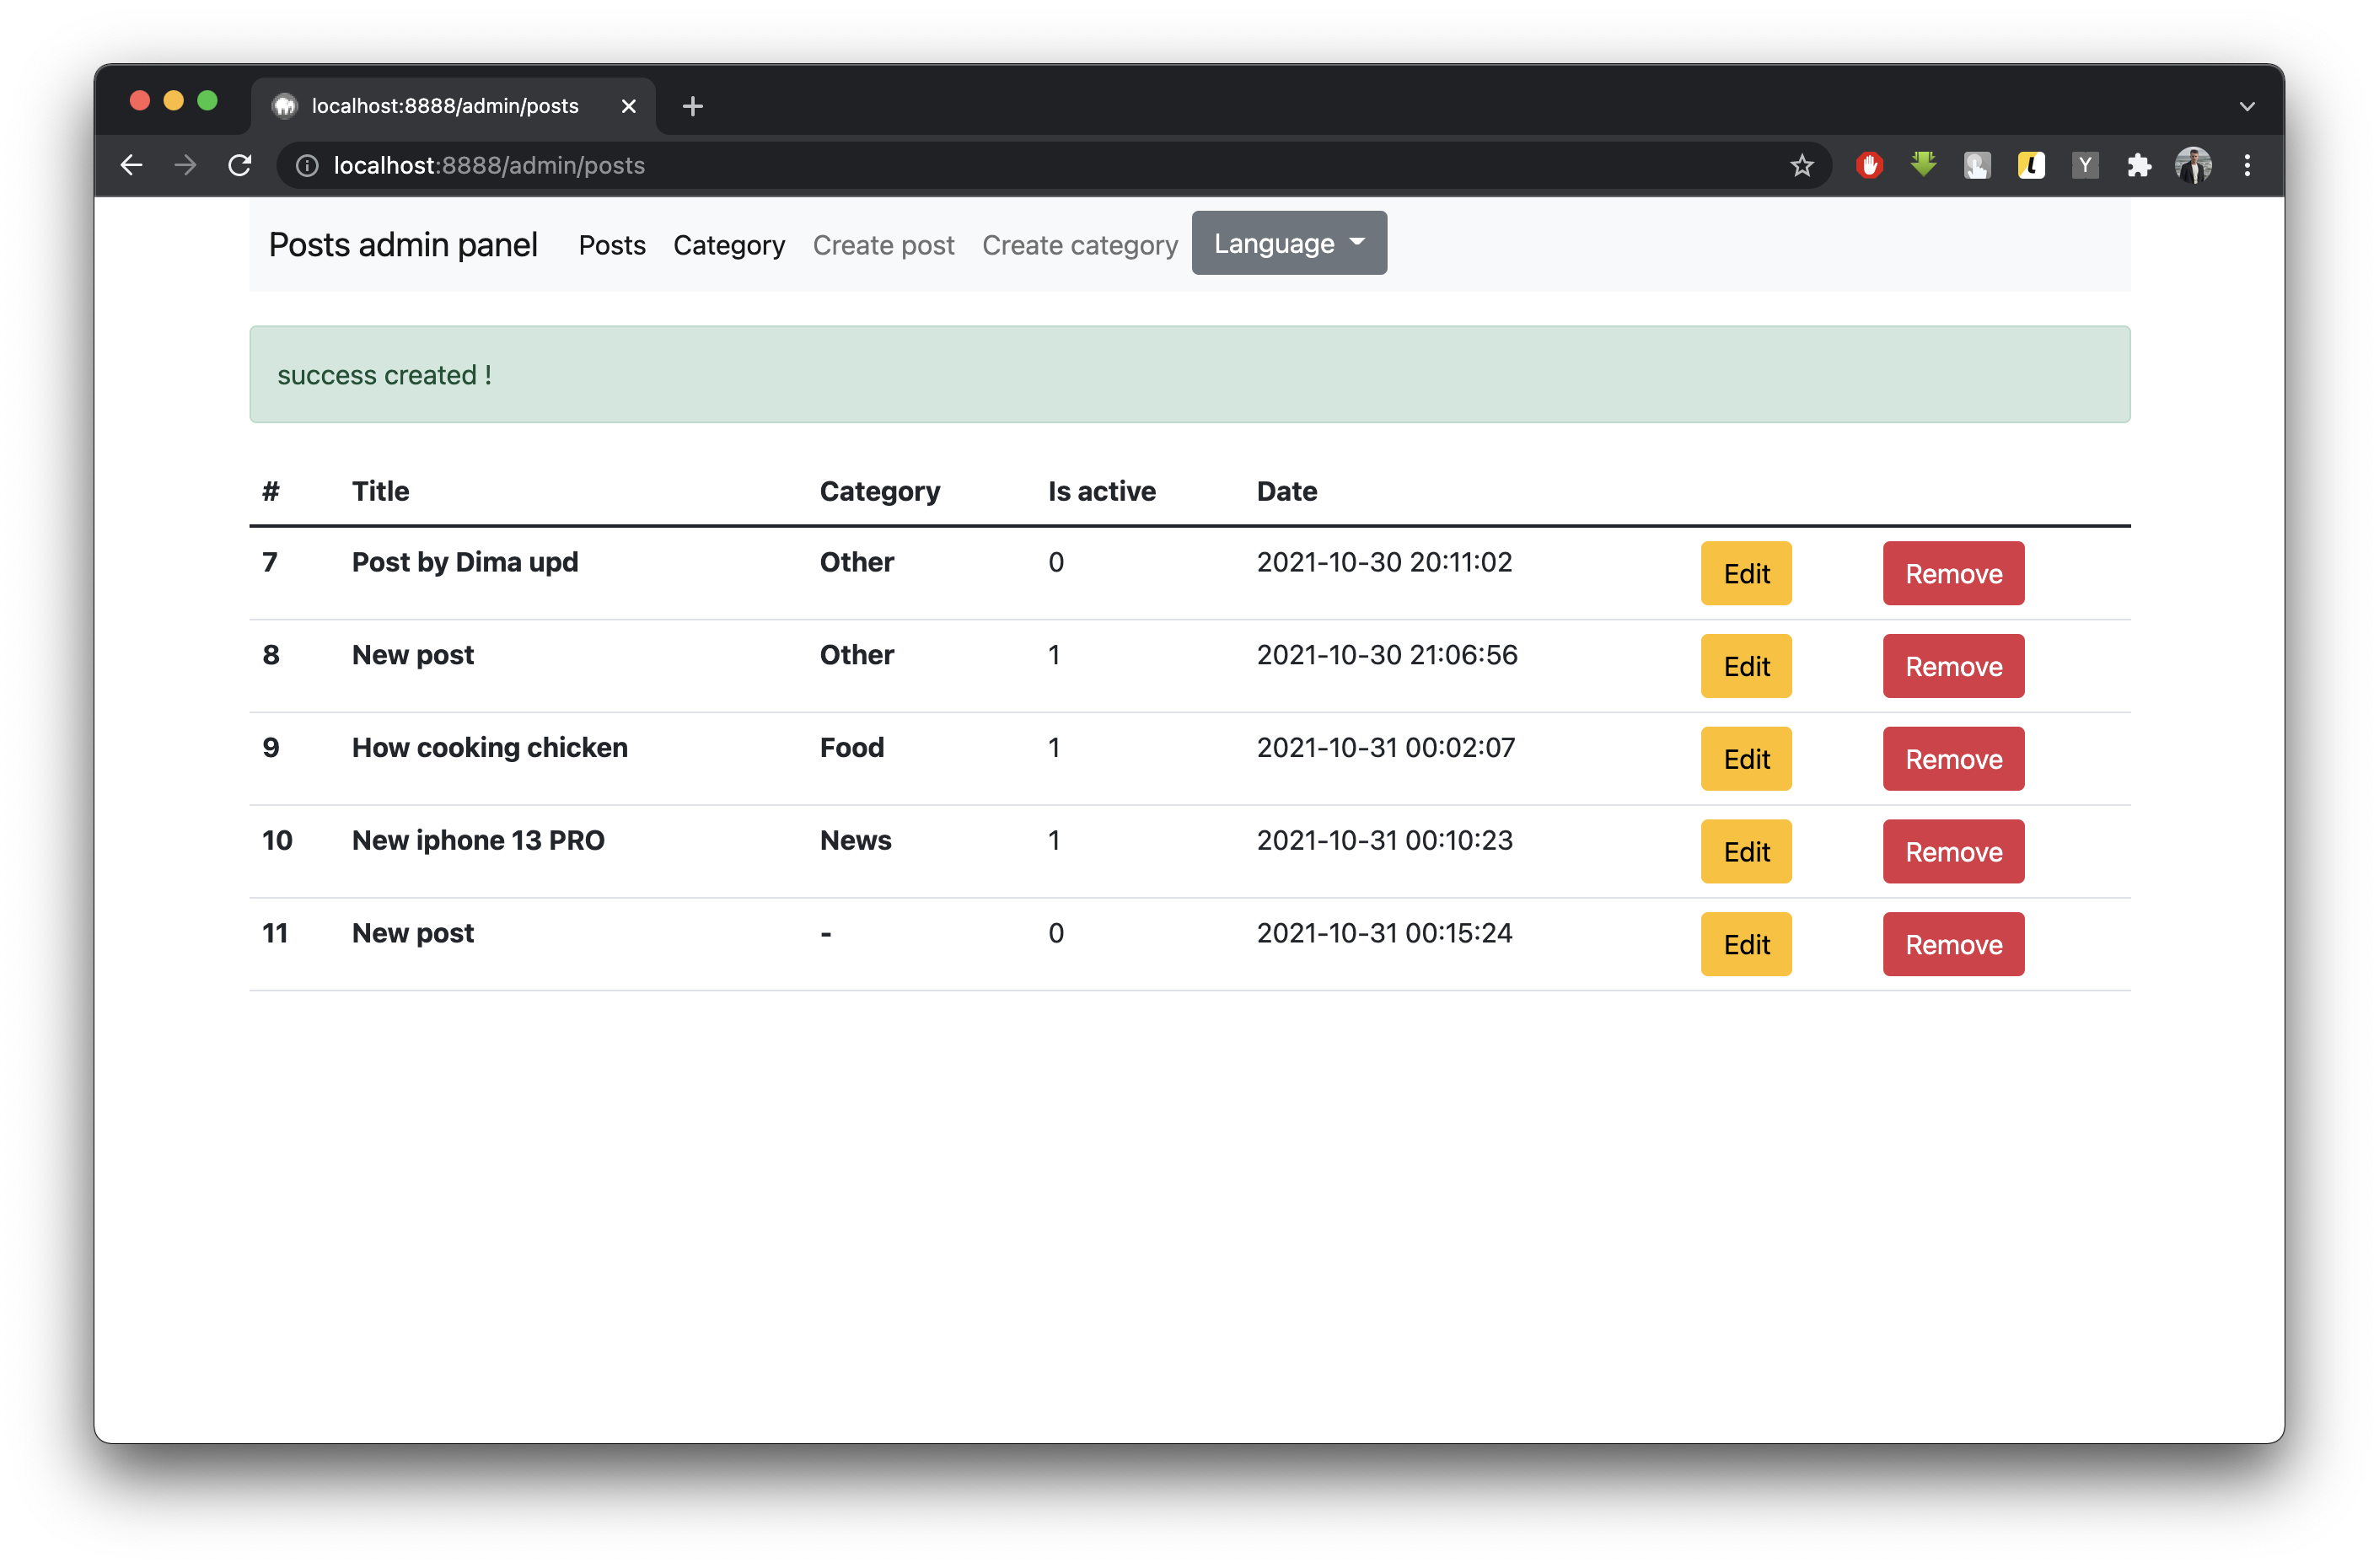 localhost:8888/admin/posts
localhost:8888/admin/posts
Y
Posts admin panel Posts Category Create post Create category Language
success created !
# Title Category Is active Date
7 Post by Dima upd Other 0 2021-10-30 20:11:02 Edit Remove
8 New post Other 1 2021-10-30 21:06:56 Edit Remove
9 How cooking chicken Food 1 2021-10-31 00:02:07 Edit Remove
10 New iphone 13 PRO News 1 2021-10-31 00:10:23 Edit Remove
11 New post - 0 2021-10-31 00:15:24 Edit Remove